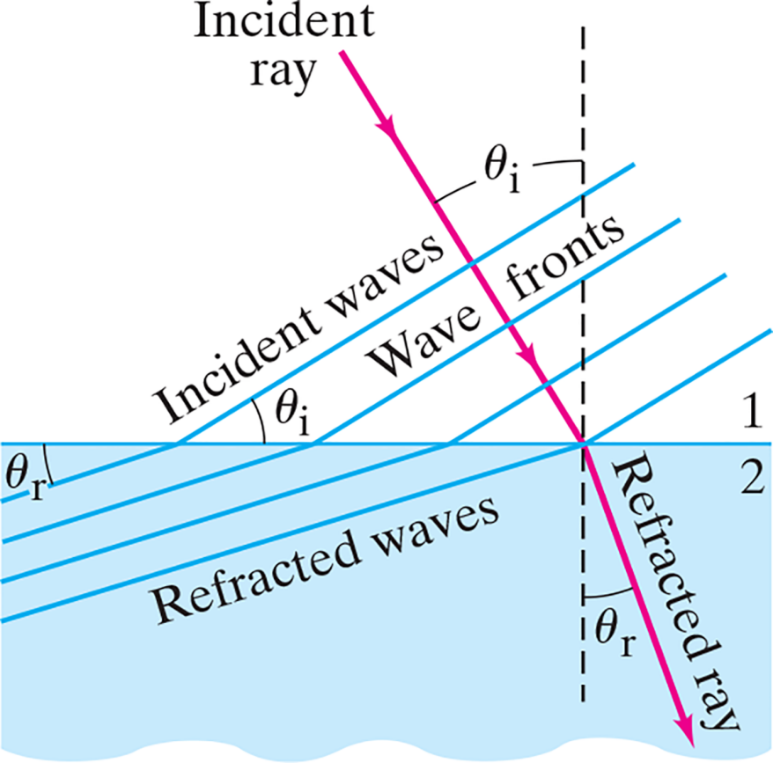 Incident
ray
θi
Incident waves
Wave fronts
θi
1
θr
2
Refracted waves
Refracted ray
θr